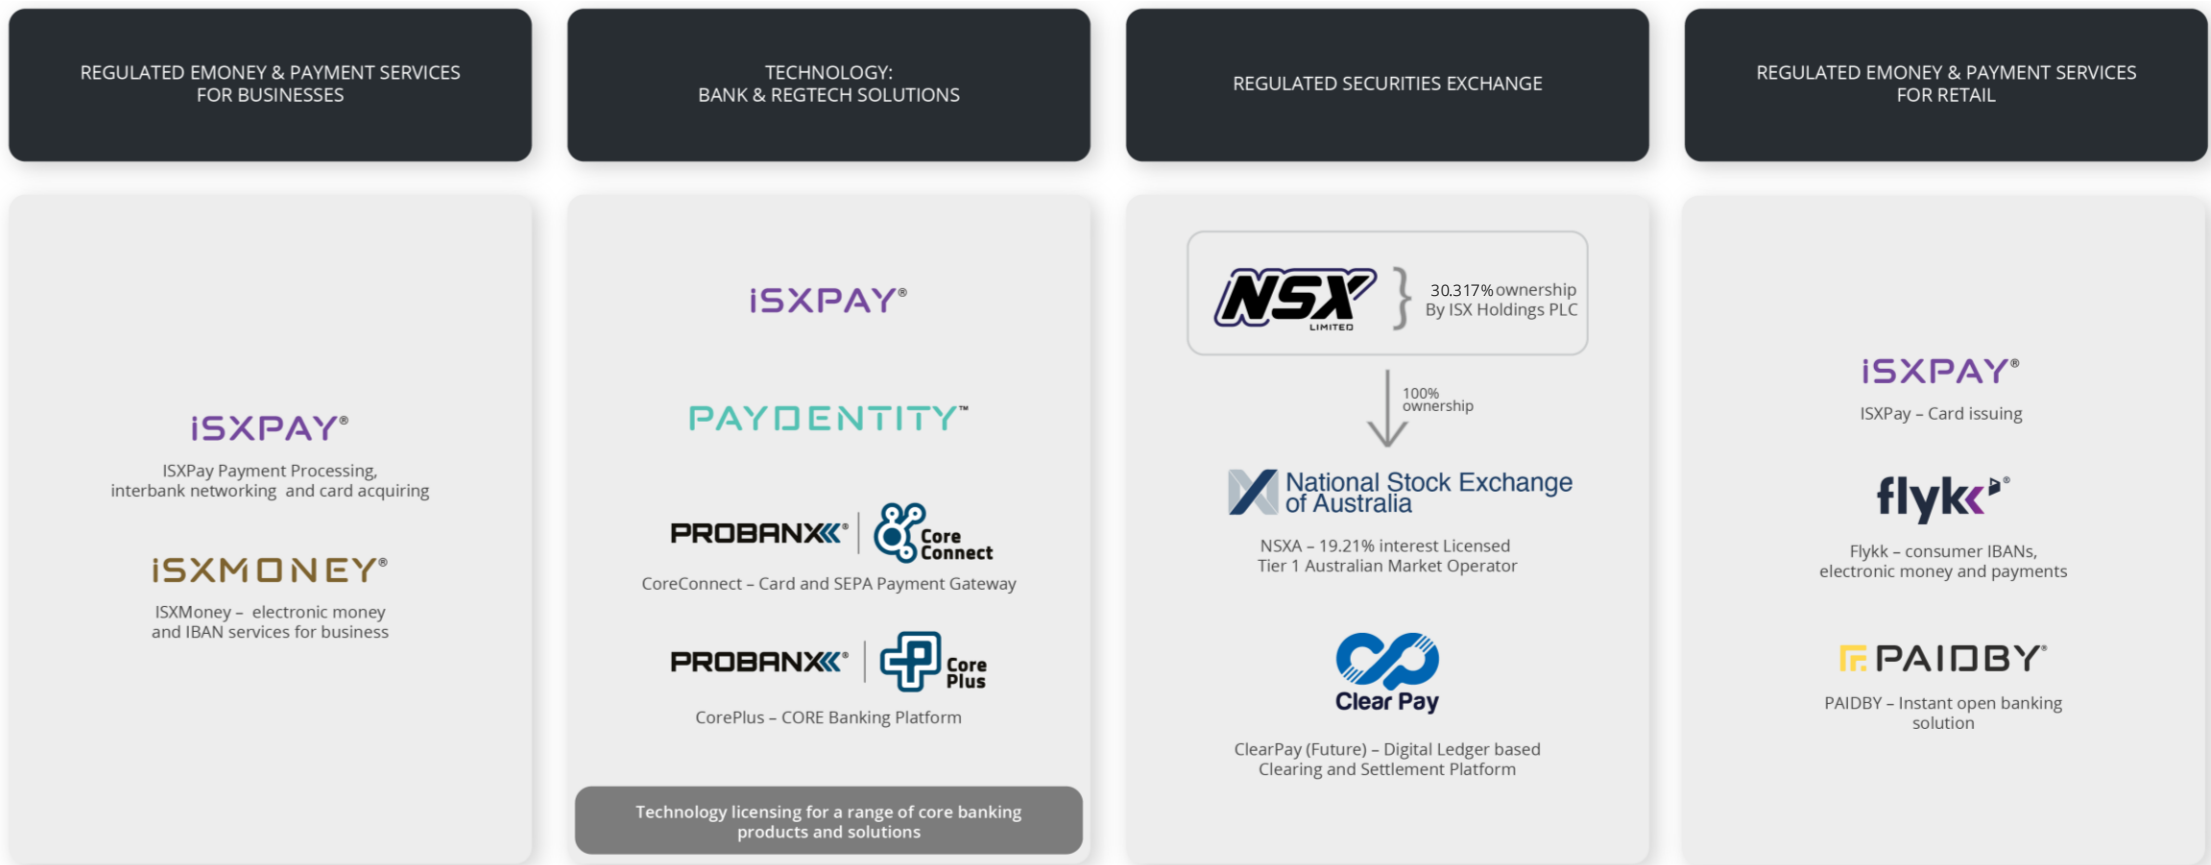 REGULATED EMONEY & PAYMENT SERVICES
FOR BUSINESSES
iSXPAY®
ISXPay Payment Processing,
interbank networking and card acquiring
iSXMONEY®
ISXMoney – electronic money
and IBAN services for business
TECHNOLOGY:
BANK & REGTECH SOLUTIONS
iSXPAY®
PAYDENTITY™
PROBANX® Core
Connect
CoreConnect – Card and SEPA Payment Gateway
PROBANX® Core
Plus
CorePlus – CORE Banking Platform
Technology licensing for a range of core banking
products and solutions
REGULATED SECURITIES EXCHANGE
NSX
LIMITED
30.317% ownership
By ISX Holdings PLC
100%
ownership
National Stock Exchange
of Australia
NSXA – 19.21% interest Licensed
Tier 1 Australian Market Operator
Clear Pay
ClearPay (Future) – Digital Ledger based
Clearing and Settlement Platform
REGULATED EMONEY & PAYMENT SERVICES
FOR RETAIL
iSXPAY®
ISXPay – Card issuing
flykk®
Flykk – consumer IBANs,
electronic money and payments
PAIDBY®
PAIDBY – Instant open banking
solution